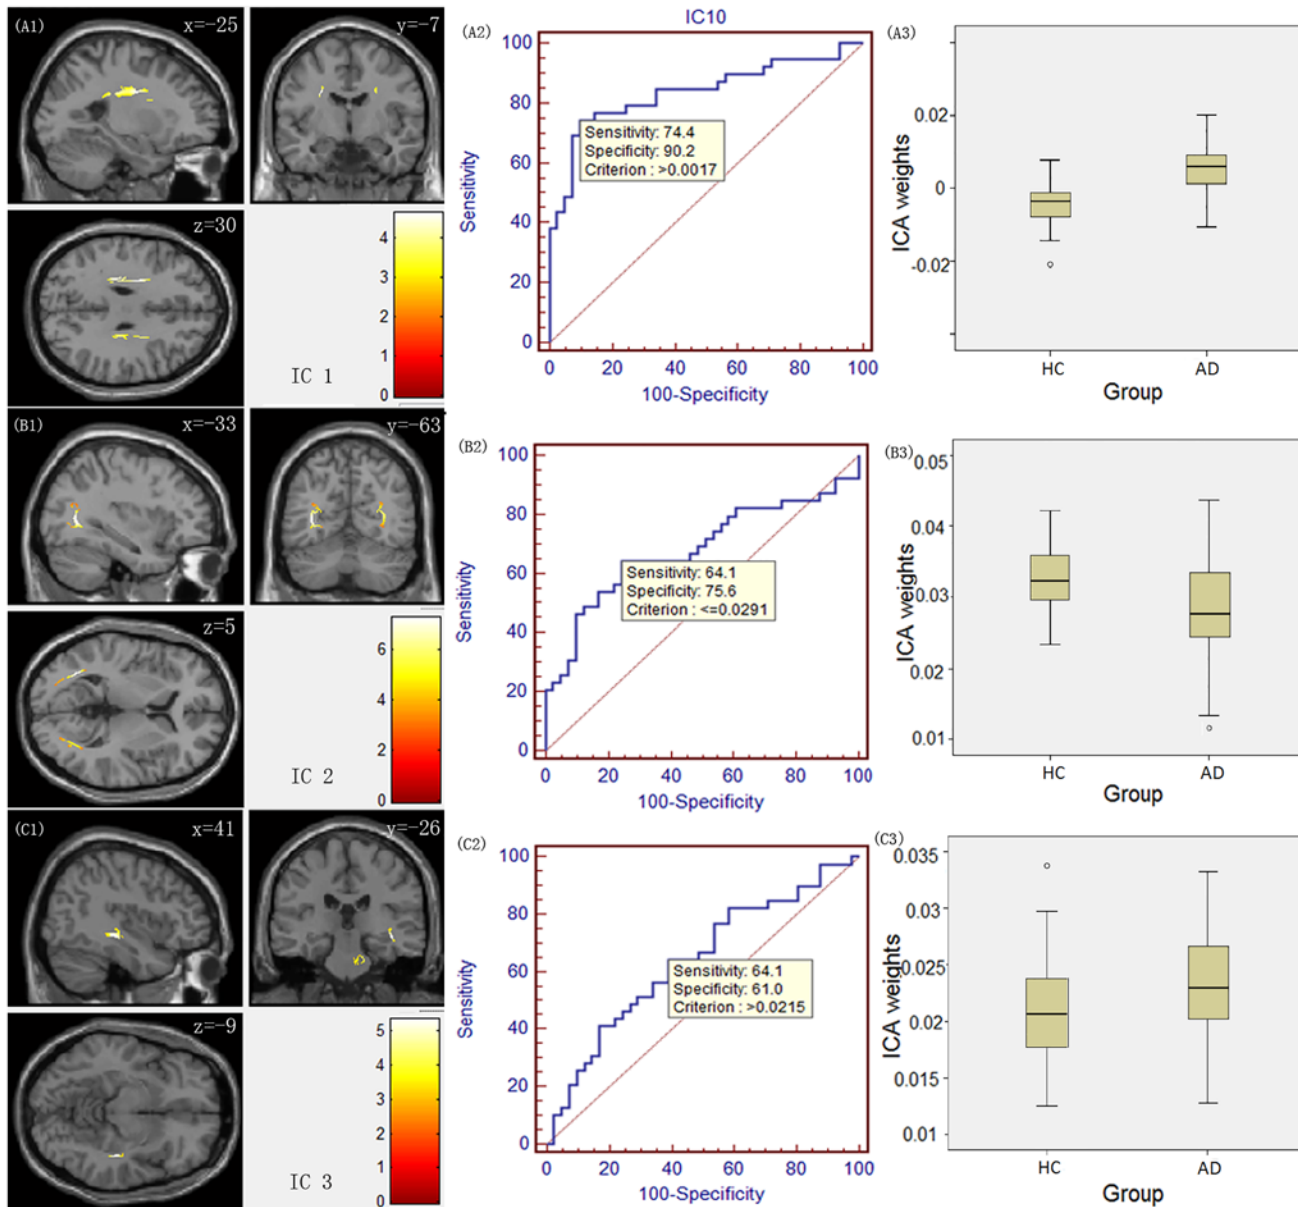 (A1)
x=-25
y=-7
z=30
4
3
2
1
0
IC 1
(A2)
IC10
100
80
60
40
20
0
Sensitivity
Sensitivity: 74.4
Specificity: 90.2
Criterion : >0.0017
0 20 40 60 80 100
100-Specificity
(A3)
0.02
0
-0.02
ICA weights
HC AD
Group
(B1)
x=-33
y=-63
z=5
6
4
2
0
IC 2
(B2)
100
80
60
40
20
0
Sensitivity
Sensitivity: 64.1
Specificity: 75.6
Criterion : <=0.0291
0 20 40 60 80 100
100-Specificity
(B3)
0.05
0.04
0.03
0.02
0.01
ICA weights
HC AD
Group
(C1)
x=41
y=-26
z=-9
5
4
3
2
1
0
IC 3
(C2)
100
80
60
40
20
0
Sensitivity
Sensitivity: 64.1
Specificity: 61.0
Criterion : >0.0215
0 20 40 60 80 100
100-Specificity
(C3)
0.035
0.03
0.025
0.02
0.015
0.01
ICA weights
HC AD
Group